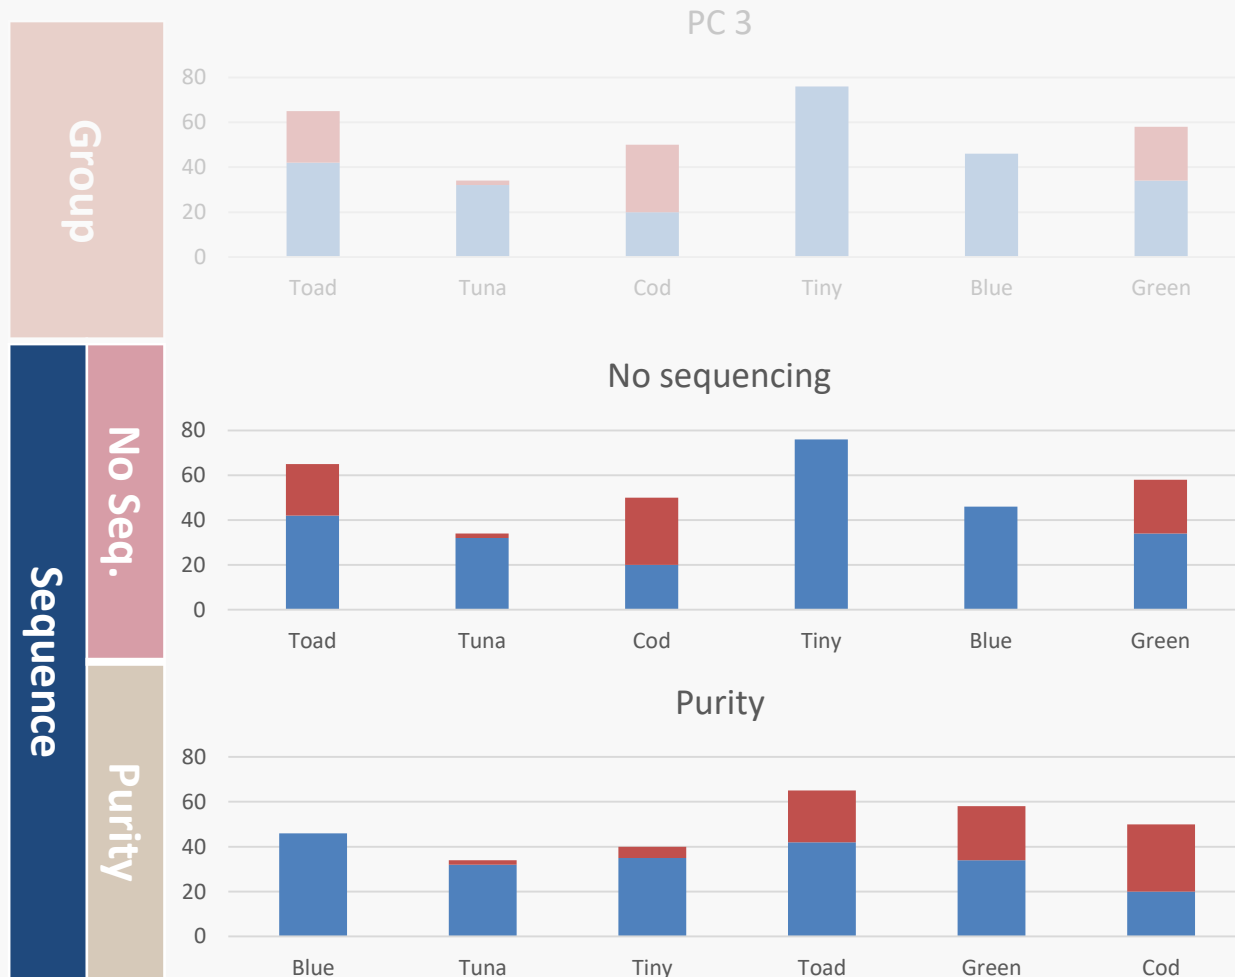 PC 3
Group
80
60
40
20
0
Toad Tuna Cod Tiny Blue Green
Sequence
No Seq.
No sequencing
80
60
40
20
0
Toad Tuna Cod Tiny Blue Green
Purity
Purity
80
60
40
20
0
Blue Tuna Tiny Toad Green Cod